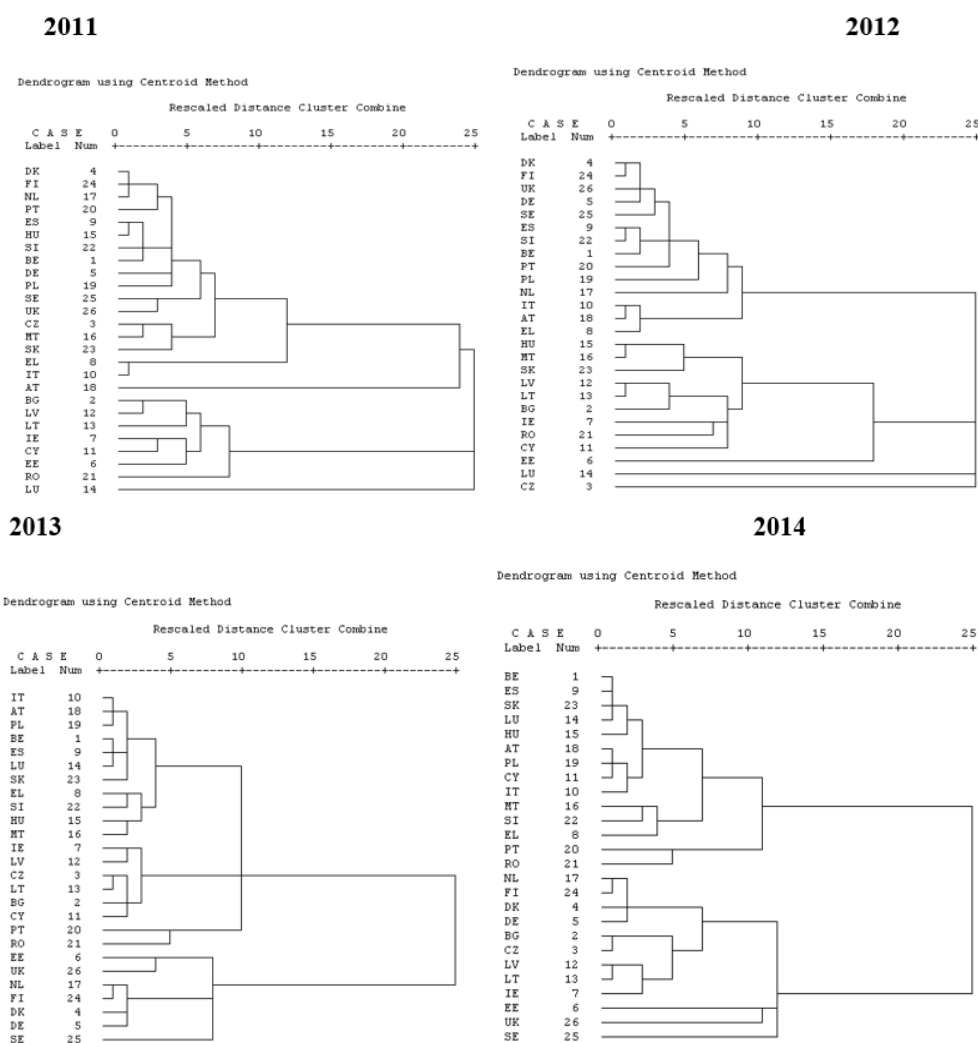 2011
Dendrogram using Centroid Method
Rescaled Distance Cluster Combine
C A S E 0 5 10 15 20 25
Label Num +---------+---------+---------+---------+---------+
DK 4
FI 24
NL 17
PT 20
ES 9
HU 15
SI 22
BE 1
DE 5
PL 19
SE 25
UK 26
CZ 3
MT 16
SK 23
EL 8
IT 10
AT 18
BG 2
LV 12
LT 13
IE 7
CY 11
EE 6
RO 21
LU 14
2012
Dendrogram using Centroid Method
Rescaled Distance Cluster Combine
C A S E 0 5 10 15 20 25
Label Num +---------+---------+---------+---------+---------+
DK 4
FI 24
UK 26
DE 5
SE 25
ES 9
SI 22
BE 1
PT 20
PL 19
NL 17
IT 10
AT 18
EL 8
HU 15
MT 16
SK 23
LV 12
LT 13
BG 2
IE 7
RO 21
CY 11
EE 6
LU 14
CZ 3
2013
Dendrogram using Centroid Method
Rescaled Distance Cluster Combine
C A S E 0 5 10 15 20 25
Label Num +---------+---------+---------+---------+---------+
IT 10
AT 18
PL 19
BE 1
ES 9
LU 14
SK 23
EL 8
SI 22
HU 15
MT 16
IE 7
LV 12
CZ 3
LT 13
BG 2
CY 11
PT 20
RO 21
EE 6
UK 26
NL 17
FI 24
DK 4
DE 5
SE 25
2014
Dendrogram using Centroid Method
Rescaled Distance Cluster Combine
C A S E 0 5 10 15 20 25
Label Num +---------+---------+---------+---------+---------+
BE 1
ES 9
SK 23
LU 14
HU 15
AT 18
PL 19
CY 11
IT 10
MT 16
SI 22
EL 8
PT 20
RO 21
NL 17
FI 24
DK 4
DE 5
BG 2
CZ 3
LV 12
LT 13
IE 7
EE 6
UK 26
SE 25